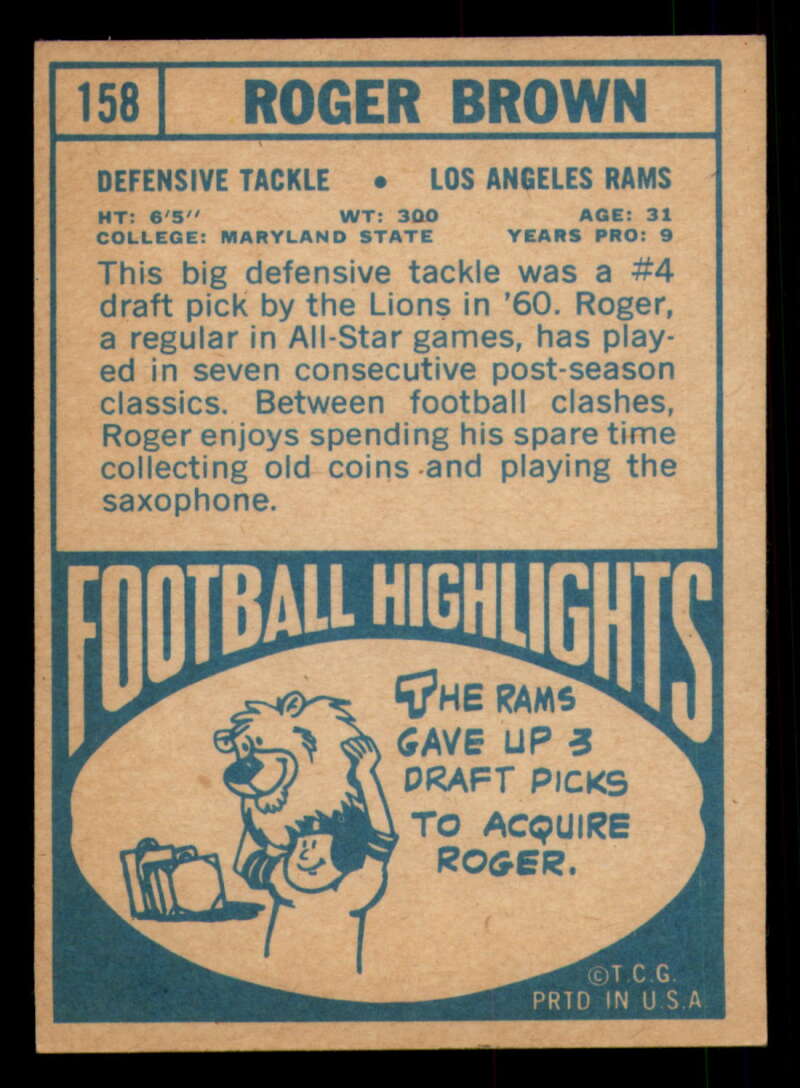 158
ROGER BROWN
DEFENSIVE TACKLE • LOS ANGELES RAMS
HT: 6'5" WT: 300 AGE: 31
COLLEGE: MARYLAND STATE YEARS PRO: 9
This big defensive tackle was a #4
draft pick by the Lions in '60. Roger,
a regular in All-Star games, has play-
ed in seven consecutive post-season
classics. Between football clashes,
Roger enjoys spending his spare time
collecting old coins and playing the
saxophone.
FOOTBALL HIGHLIGHTS
THE RAMS
GAVE UP 3
DRAFT PICKS
TO ACQUIRE
ROGER.
©T.C.G.
PRTD IN U.S.A